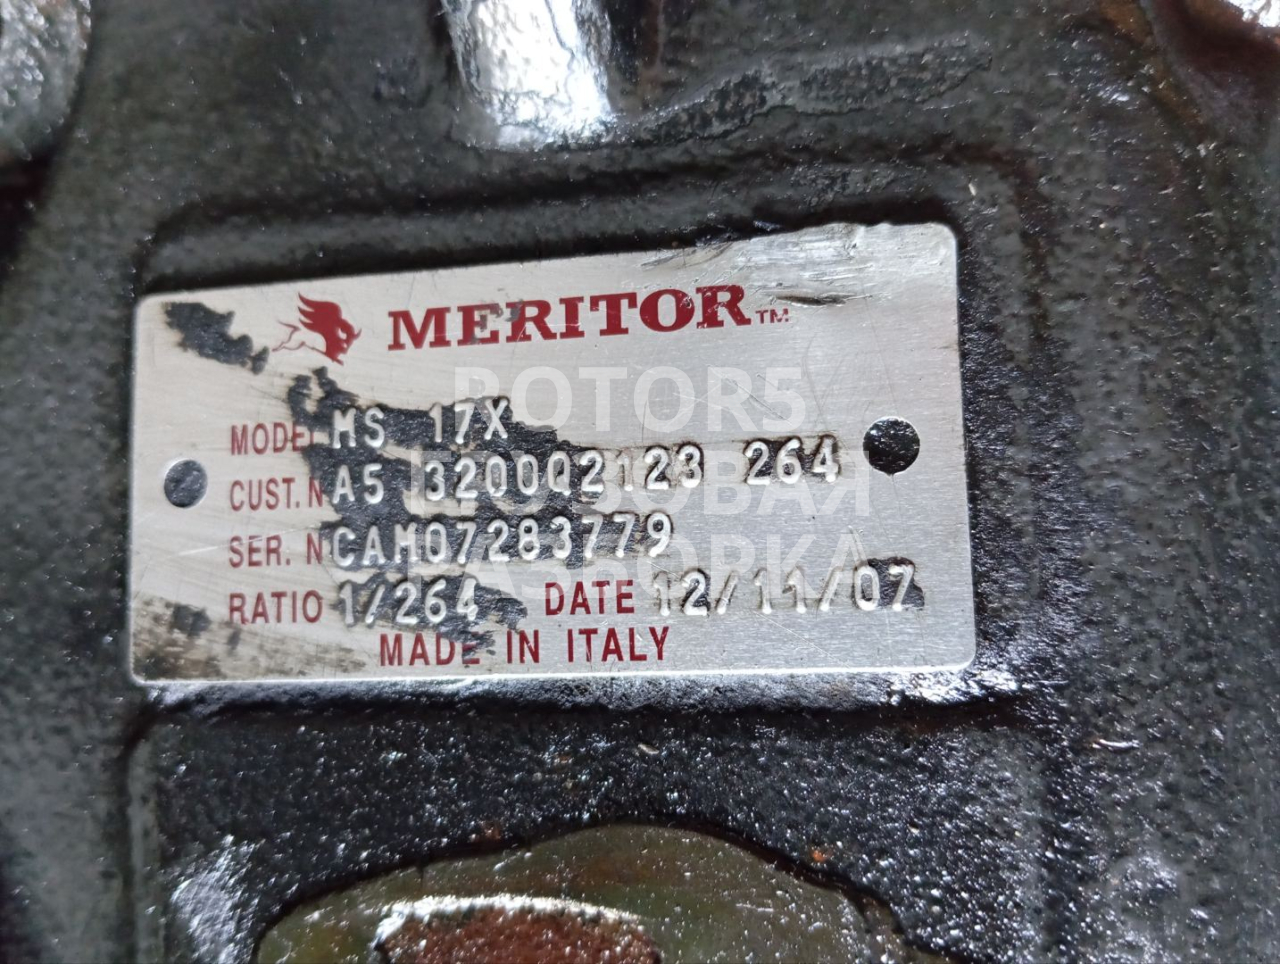 MERITOR™
ROTOR5
MODEL MS 17X
CUST. N A5 3200Q2123 264
ГРУЗОВАЯ
SER. N CAM07283779
РАЗБОРКА
RATIO 1/264 DATE 12/11/07
MADE IN ITALY